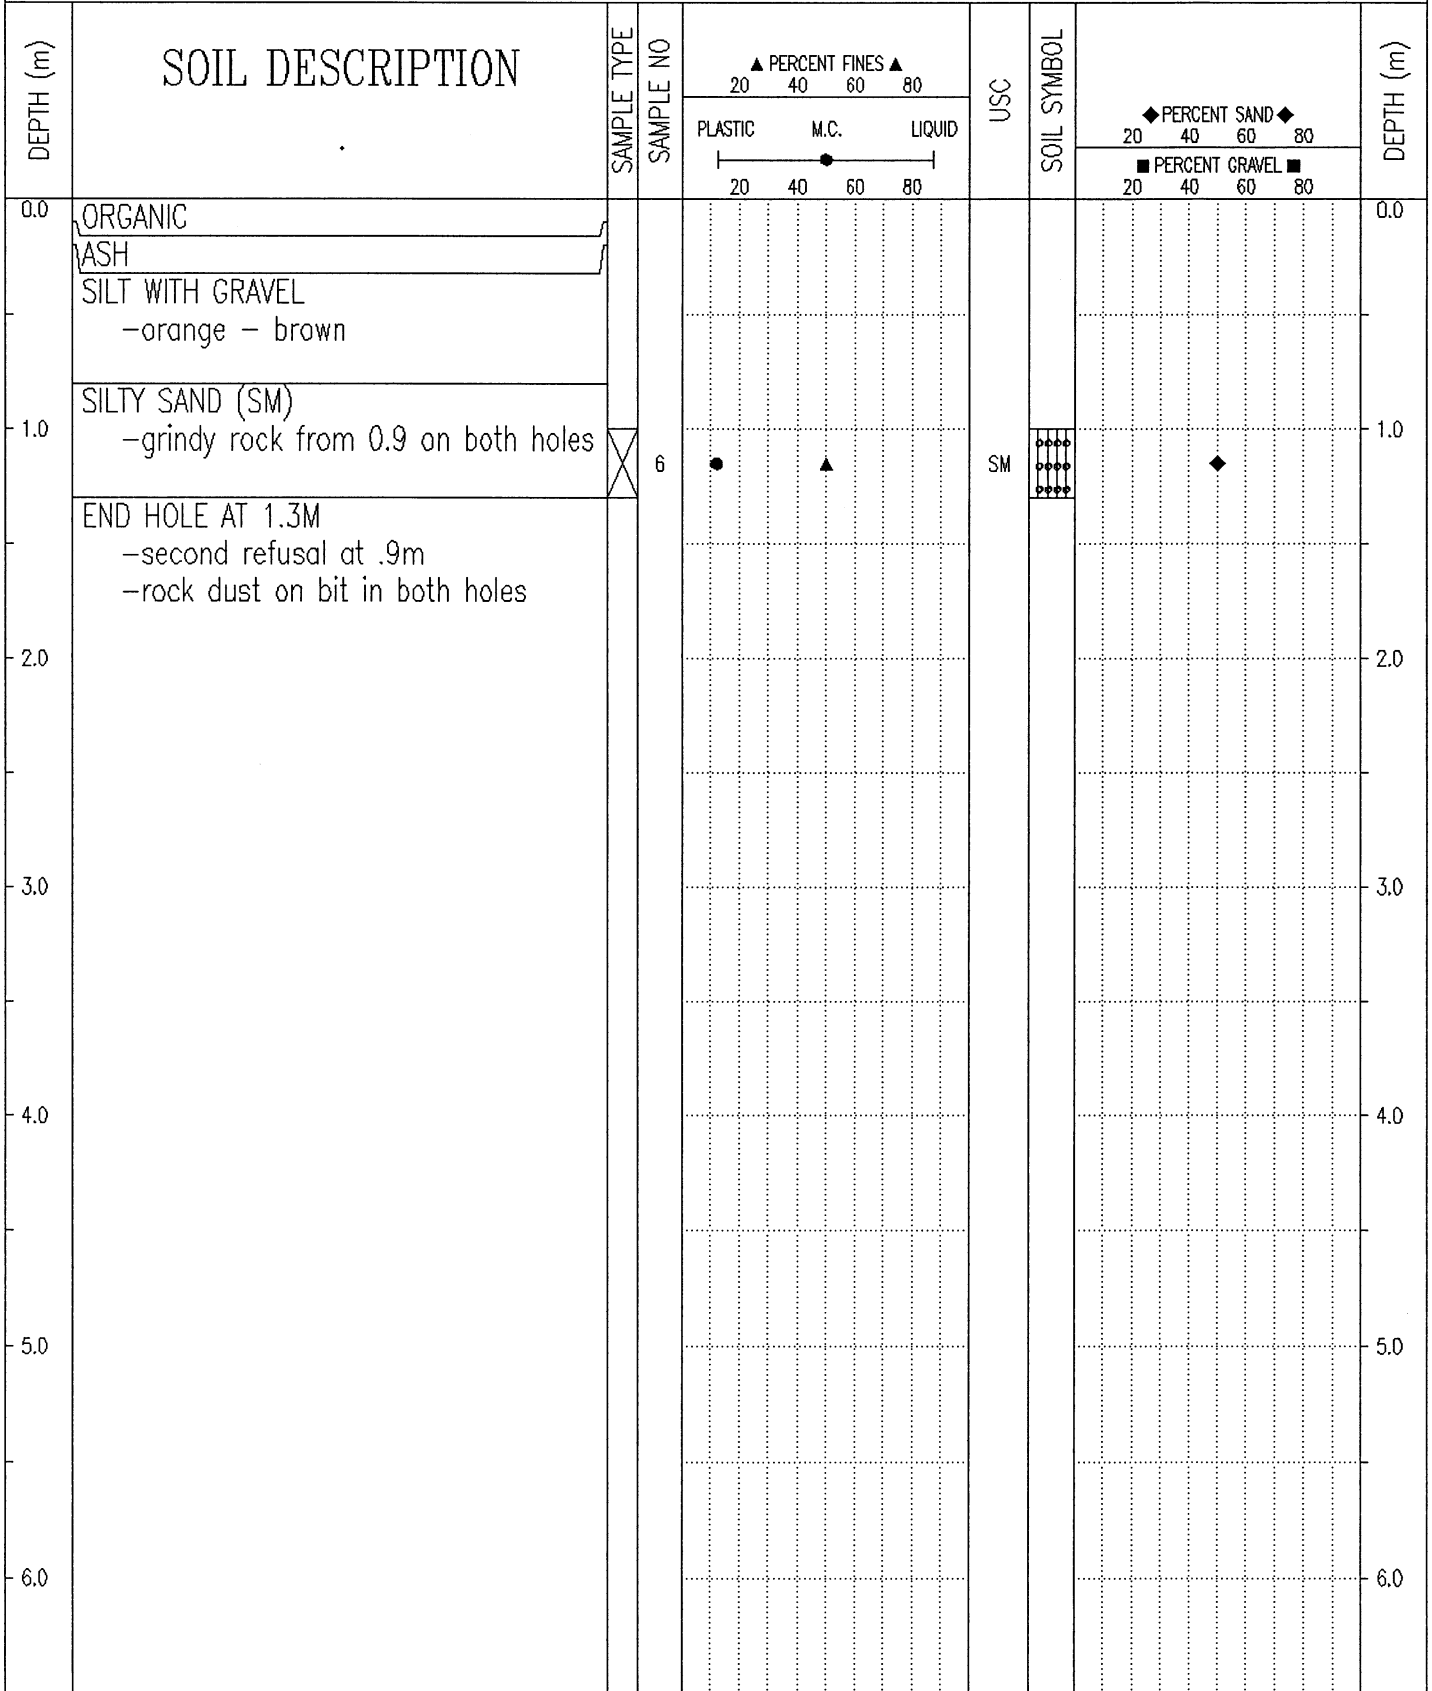 DEPTH (m)
SOIL DESCRIPTION
SAMPLE TYPE
SAMPLE NO
▲ PERCENT FINES ▲
20 40 60 80
PLASTIC M.C. LIQUID
20 40 60 80
USC
SOIL SYMBOL
◆ PERCENT SAND ◆
20 40 60 80
■ PERCENT GRAVEL ■
20 40 60 80
DEPTH (m)
0.0 0.0
ORGANIC
ASH
SILT WITH GRAVEL
-orange - brown
SILTY SAND (SM)
1.0 -grindy rock from 0.9 on both holes 1.0
6 SM
END HOLE AT 1.3M
-second refusal at .9m
-rock dust on bit in both holes
2.0 2.0
3.0 3.0
4.0 4.0
5.0 5.0
6.0 6.0